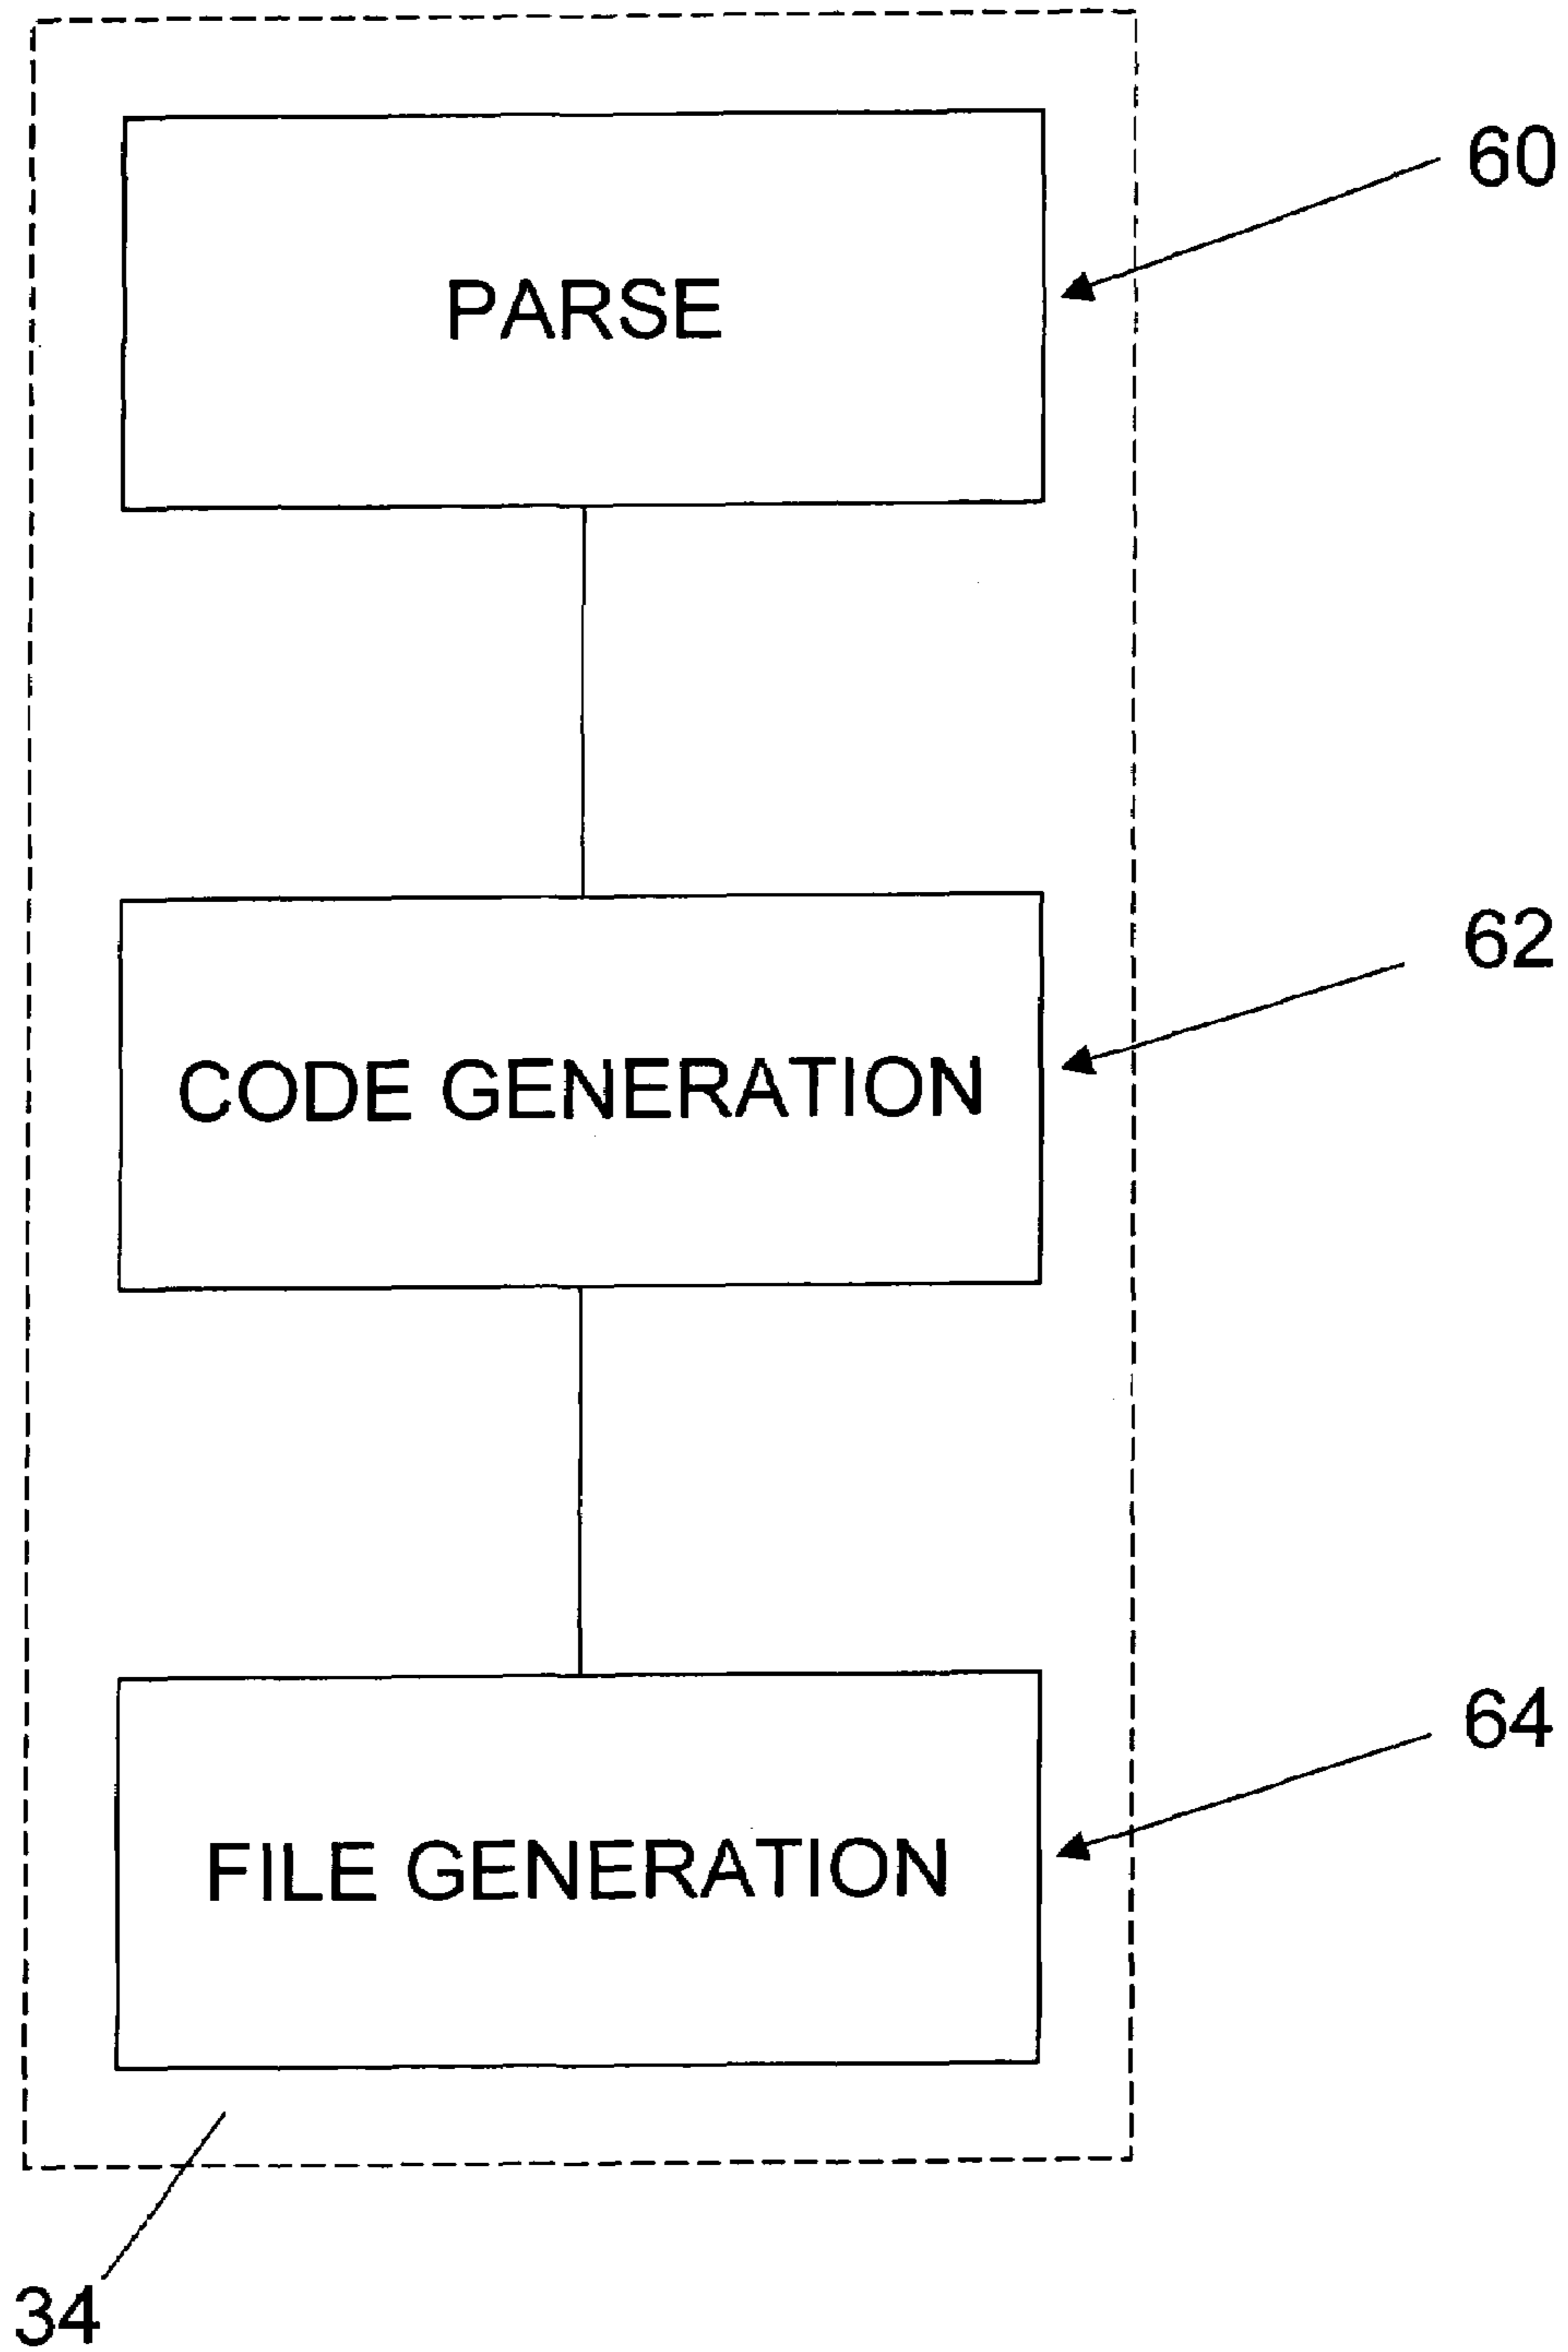 60
PARSE
62
CODE GENERATION
64
FILE GENERATION
34